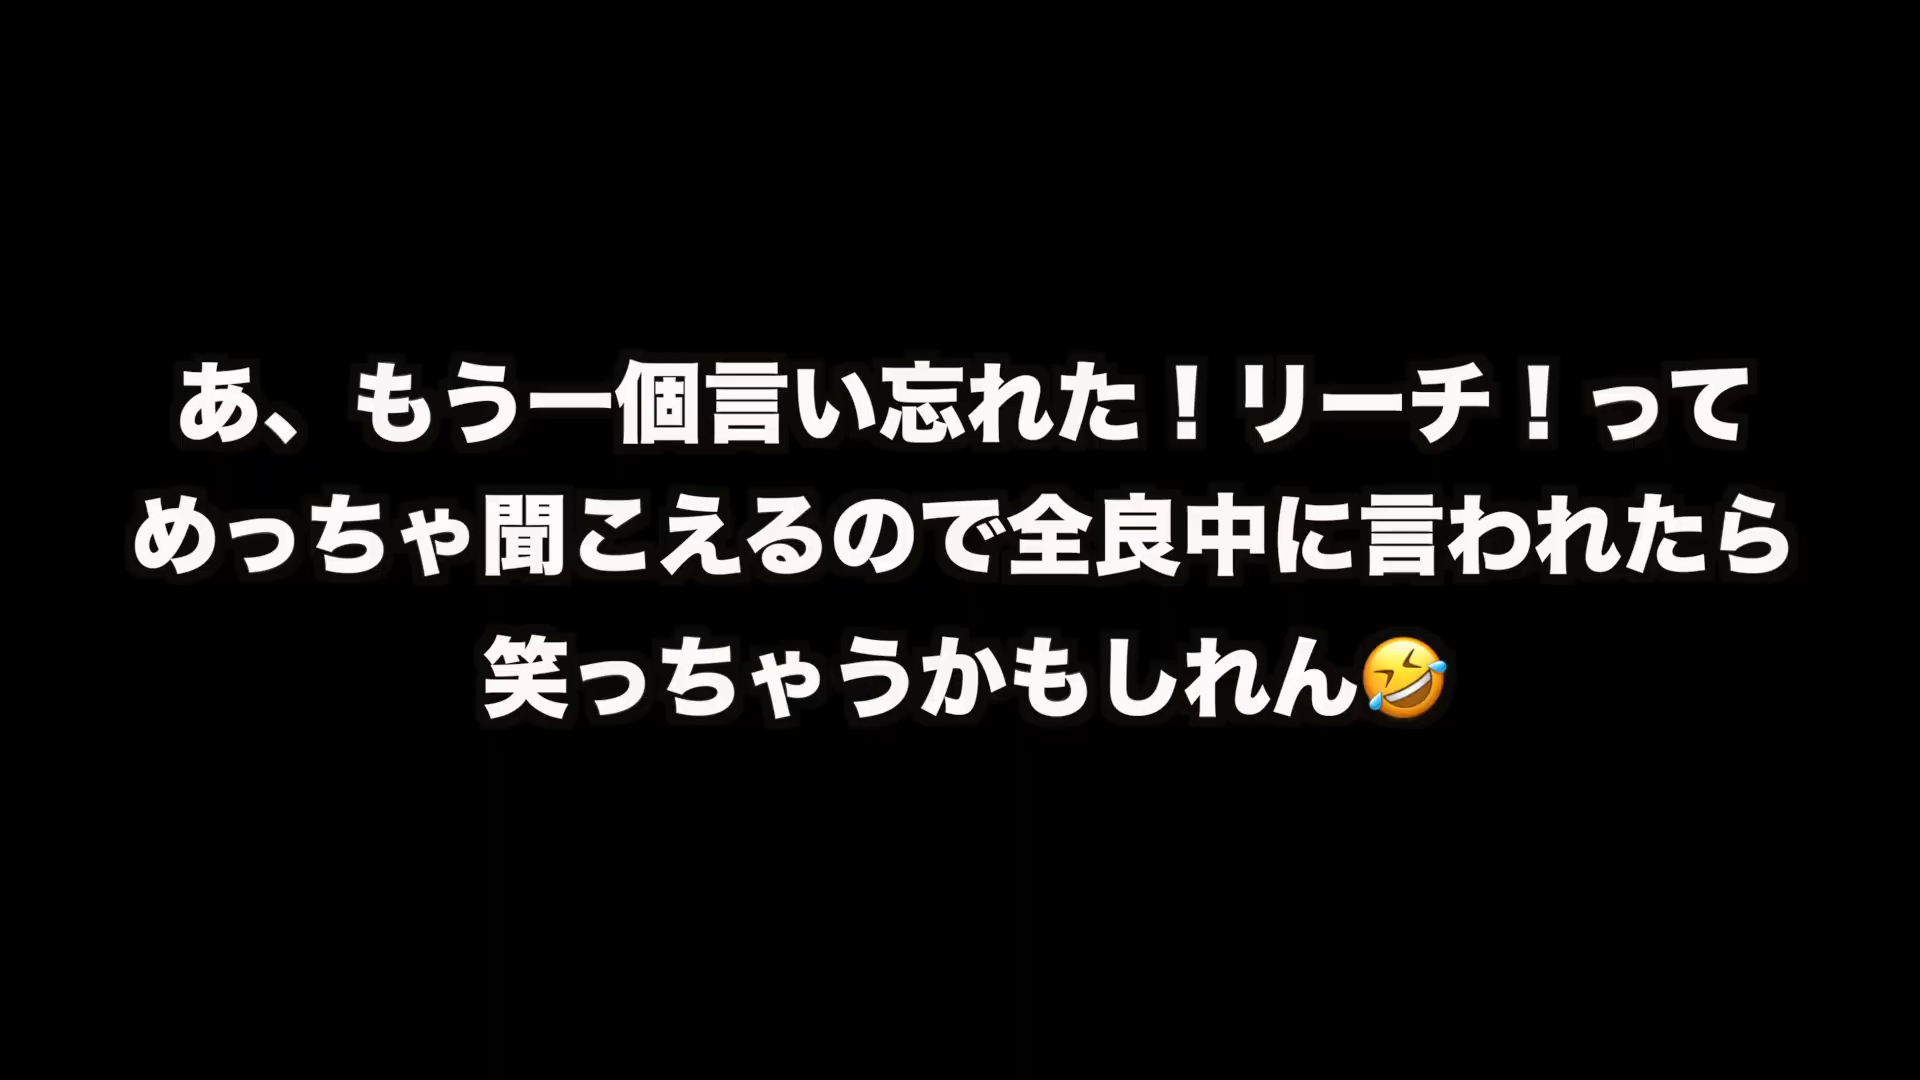 あ、もう一個言い忘れた！リーチ！って
めっちゃ聞こえるので全良中に言われたら
笑っちゃうかもしれん🤣